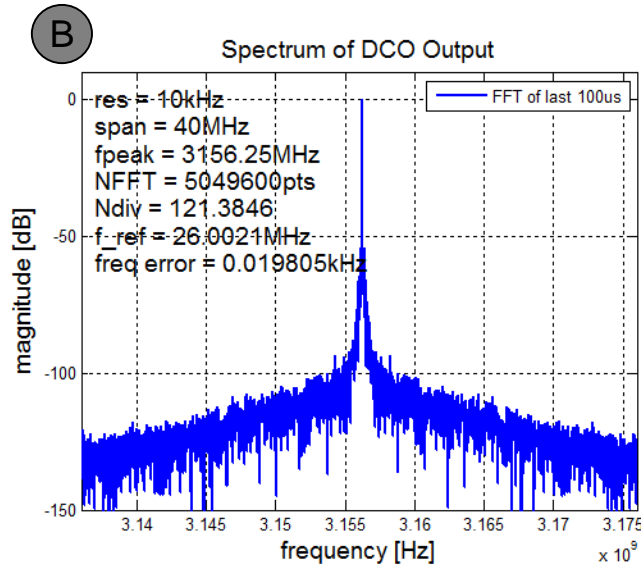 B
Spectrum of DCO Output
res = 10kHz
span = 40MHz
fpeak = 3156.25MHz
NFFT = 5049600pts
Ndiv = 121.3846
f_ref = 26.0021MHz
freq error = 0.019805kHz
FFT of last 100us
magnitude [dB]
0
-50
-100
-150
3.14 3.145 3.15 3.155 3.16 3.165 3.17 3.175
x 10^9
frequency [Hz]